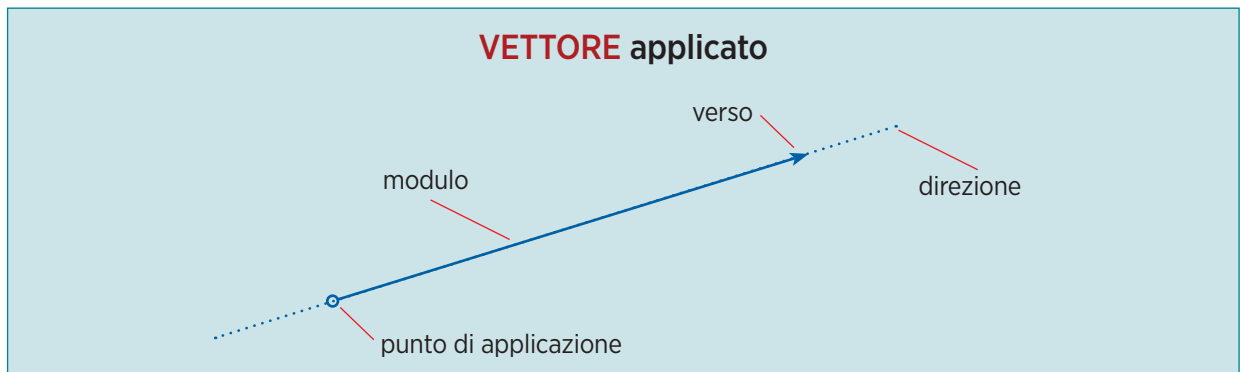 VETTORE applicato
verso
modulo
direzione
punto di applicazione